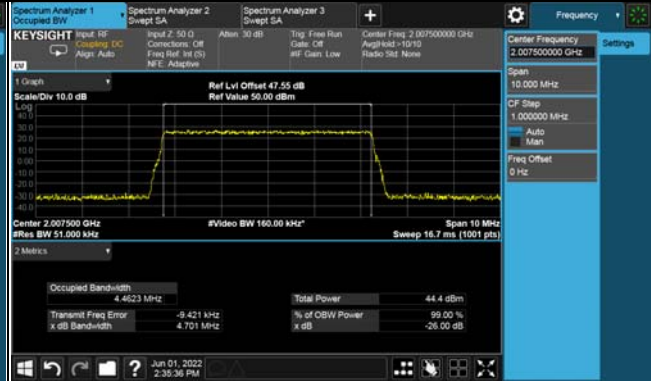 Spectrum Analyzer 1
Occupied BW
Spectrum Analyzer 2
Swept SA
Spectrum Analyzer 3
Swept SA
+
Frequency
KEYSIGHT
Input: RF
Coupling: DC
Align: Auto
Input Z: 50 Ω
Corrections: Off
Freq Ref: Int (S)
NFE: Adaptive
Atten: 30 dB
Trig: Free Run
Gate: Off
#IF Gain: Low
Center Freq: 2.007500000 GHz
Avg|Hold:>10/10
Radio Std: None
LXI
Center Frequency
2.007500000 GHz
Settings
Span
10.000 MHz
CF Step
1.000000 MHz
Auto
Man
Freq Offset
0 Hz
1 Graph
Scale/Div 10.0 dB
Ref Lvl Offset 47.55 dB
Ref Value 50.00 dBm
Log
40.0
30.0
20.0
10.0
0.00
-10.0
-20.0
-30.0
-40.0
Center 2.007500 GHz
#Res BW 51.000 kHz
#Video BW 160.00 kHz*
Span 10 MHz
Sweep 16.7 ms (1001 pts)
2 Metrics
Occupied Bandwidth
4.4623 MHz
Total Power 44.4 dBm
Transmit Freq Error -9.421 kHz
% of OBW Power 99.00 %
x dB Bandwidth 4.701 MHz
x dB -26.00 dB
?
Jun 01, 2022
2:35:36 PM